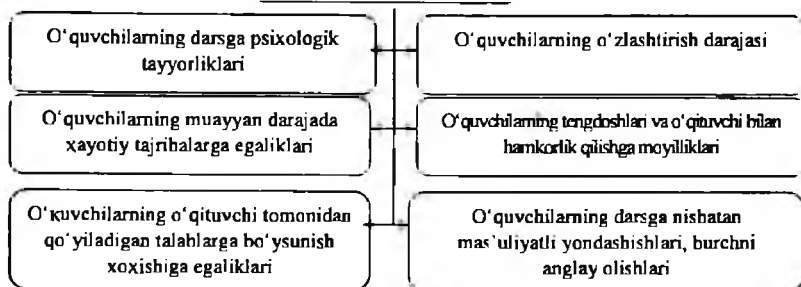 O‘quvchilarning darsga psixologik
tayyorliklari
O‘quvchilarning o‘zlashtirish darajasi
O‘quvchilarning muayyan darajada
xayotiy tajribalarga egaliklari
O‘quvchilarning tengdoshlari va o‘qituvchi bilan
hamkorlik qilishga moyilliklari
O‘кuvchilarning o‘qituvchi tomonidan
qo‘yiladigan talablarga bo‘ysunish
xoxishiga egaliklari
O‘quvchilarning darsga nisbatan
mas`uliyatli yondashishlari, burchni
anglay olishlari